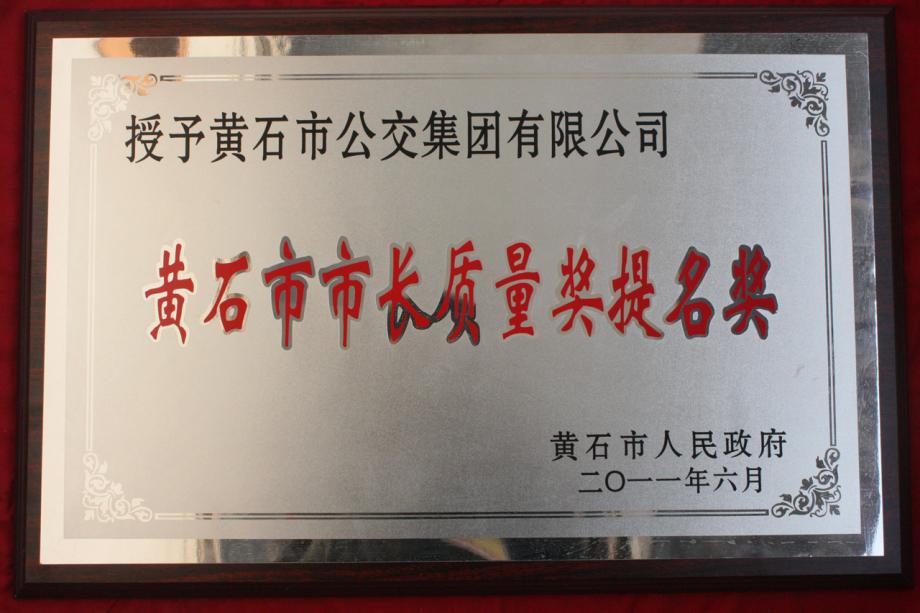 授予黄石市公交集团有限公司
黄石市市长质量奖提名奖
黄石市人民政府
二〇一一年六月